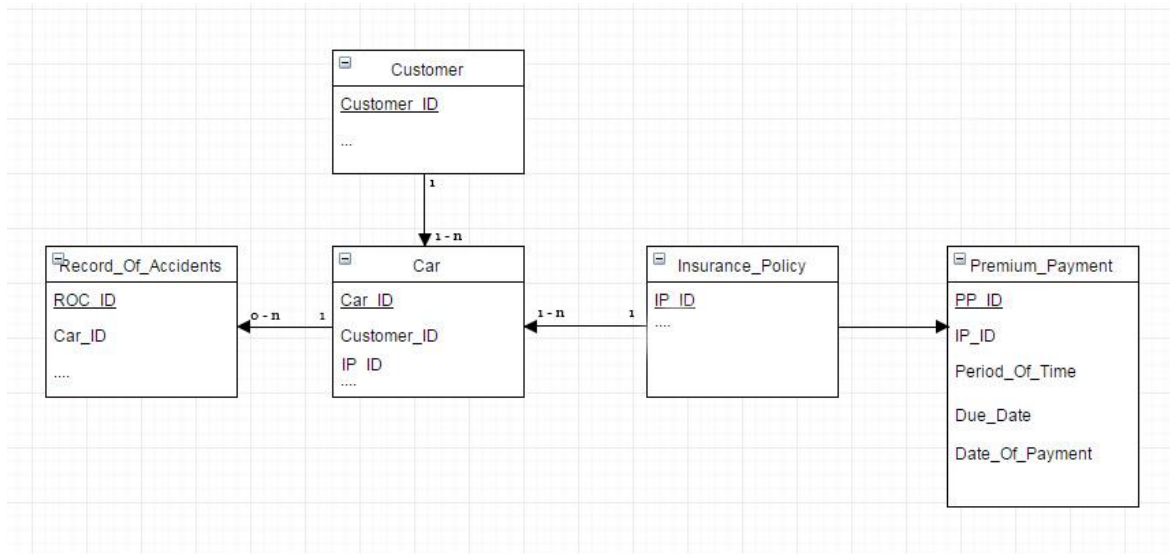 Customer
Customer_ID
...
1
1 - n
Record_Of_Accidents
ROC_ID
Car_ID
....
0 - n
1
Car
Car_ID
Customer_ID
IP_ID
....
1 - n
1
Insurance_Policy
IP_ID
....
Premium_Payment
PP_ID
IP_ID
Period_Of_Time
Due_Date
Date_Of_Payment